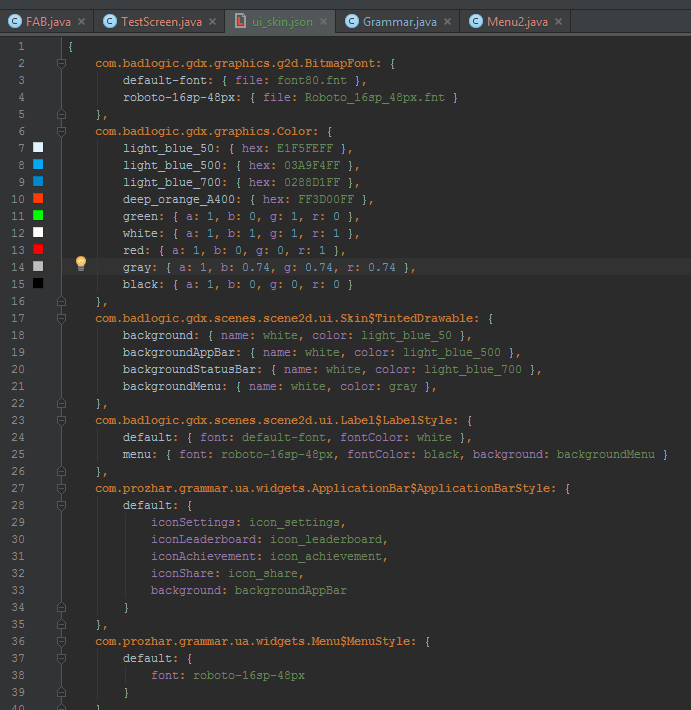 FAB.java × TestScreen.java × ui_skin.json × Grammar.java × Menu2.java ×
1 {
2 com.badlogic.gdx.graphics.g2d.BitmapFont: {
3 default-font: { file: font80.fnt },
4 roboto-16sp-48px: { file: Roboto_16sp_48px.fnt }
5 },
6 com.badlogic.gdx.graphics.Color: {
7 light_blue_50: { hex: E1F5FEFF },
8 light_blue_500: { hex: 03A9F4FF },
9 light_blue_700: { hex: 0288D1FF },
10 deep_orange_A400: { hex: FF3D00FF },
11 green: { a: 1, b: 0, g: 1, r: 0 },
12 white: { a: 1, b: 1, g: 1, r: 1 },
13 red: { a: 1, b: 0, g: 0, r: 1 },
14 gray: { a: 1, b: 0.74, g: 0.74, r: 0.74 },
15 black: { a: 1, b: 0, g: 0, r: 0 }
16 },
17 com.badlogic.gdx.scenes.scene2d.ui.Skin$TintedDrawable: {
18 background: { name: white, color: light_blue_50 },
19 backgroundAppBar: { name: white, color: light_blue_500 },
20 backgroundStatusBar: { name: white, color: light_blue_700 },
21 backgroundMenu: { name: white, color: gray },
22 },
23 com.badlogic.gdx.scenes.scene2d.ui.Label$LabelStyle: {
24 default: { font: default-font, fontColor: white },
25 menu: { font: roboto-16sp-48px, fontColor: black, background: backgroundMenu }
26 },
27 com.prozhar.grammar.ua.widgets.ApplicationBar$ApplicationBarStyle: {
28 default: {
29 iconSettings: icon_settings,
30 iconLeaderboard: icon_leaderboard,
31 iconAchievement: icon_achievement,
32 iconShare: icon_share,
33 background: backgroundAppBar
34 }
35 },
36 com.prozhar.grammar.ua.widgets.Menu$MenuStyle: {
37 default: {
38 font: roboto-16sp-48px
39 }
40 }